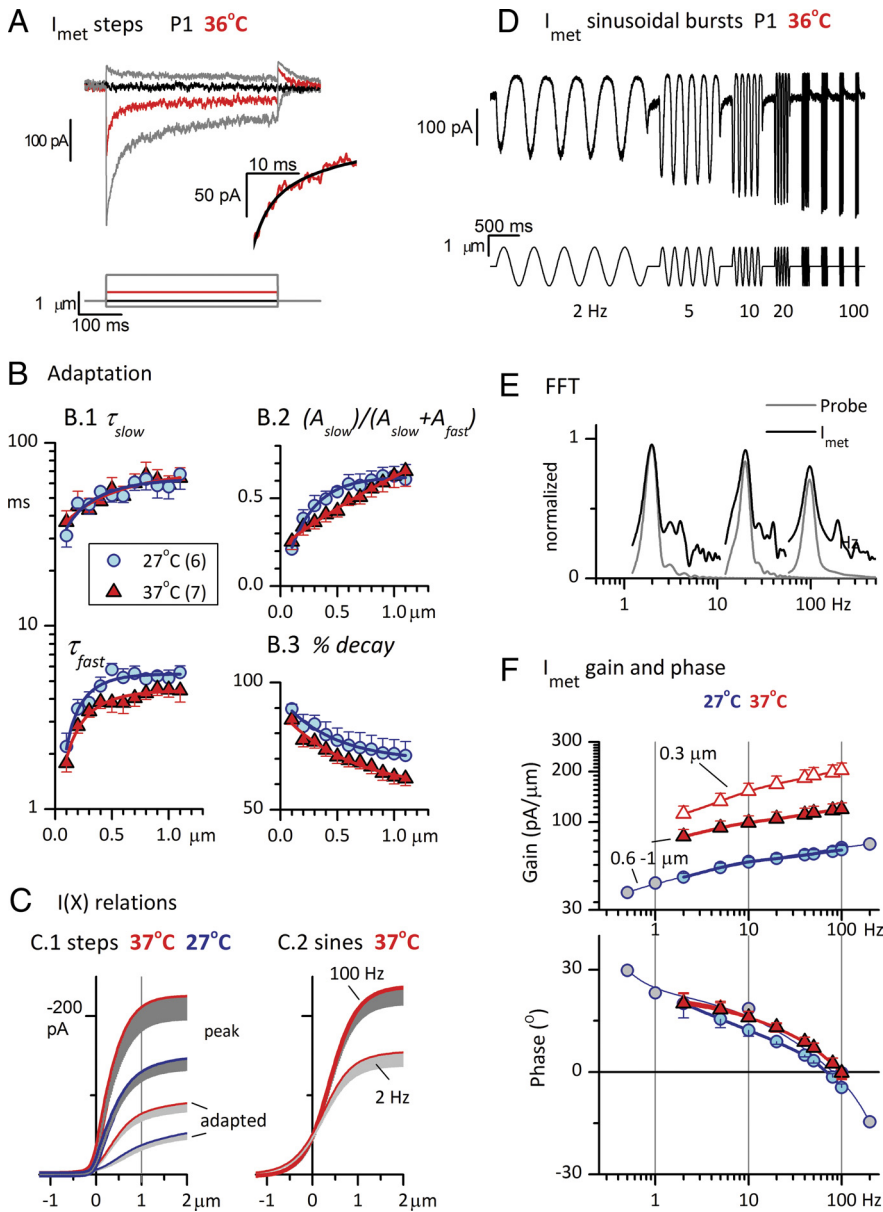 A
I met steps P1 36°C
100 pA
10 ms
50 pA
1 μm
100 ms
D
I met sinusoidal bursts P1 36°C
100 pA
500 ms
1 μm
2 Hz 5 10 20 100
B Adaptation
B.1 τ slow
100
ms
10
1
27°C (6)
37°C (7)
τ fast
0.0 0.5 1.0
μm
B.2 (A slow)/(A slow+A fast)
0.5
0.0
0.0 0.5 1.0
μm
B.3 % decay
100
50
0.0 0.5 1.0 μm
E FFT
Probe
I met
1
normalized
0
Hz
1 10 100 Hz
F I met gain and phase
27°C 37°C
300
200
100
30
Gain (pA/μm)
0.3 μm
0.6 -1 μm
1 10 100 Hz
30
0
-30
Phase (°)
1 10 100 Hz
C I(X) relations
C.1 steps 37°C 27°C
-200
pA
peak
adapted
-1 0 1 2 μm
C.2 sines 37°C
100 Hz
2 Hz
-1 0 1 2 μm